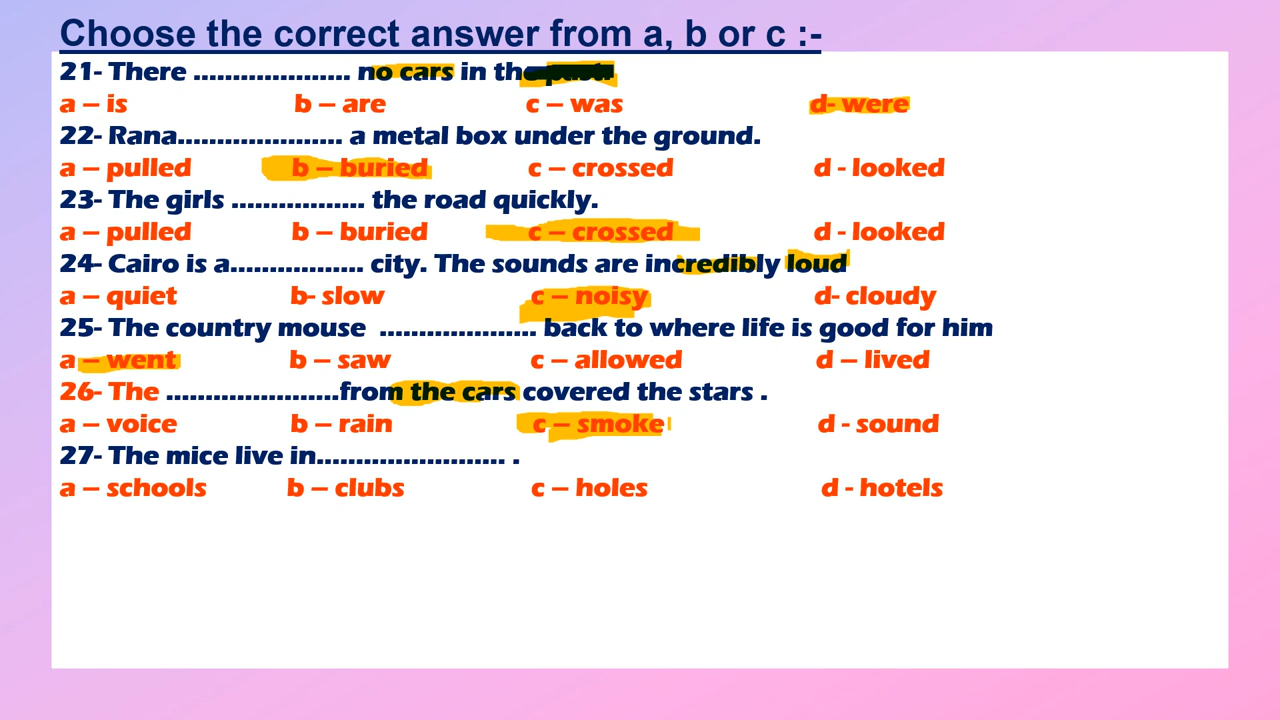 Choose the correct answer from a, b or c :-
21- There .................... no cars in the
a – is b – are c – was d- were
22- Rana..................... a metal box under the ground.
a – pulled b – buried c – crossed d - looked
23- The girls ................. the road quickly.
a – pulled b – buried c – crossed d - looked
24- Cairo is a................. city. The sounds are incredibly loud
a – quiet b- slow c – noisy d- cloudy
25- The country mouse .................... back to where life is good for him
a – went b – saw c – allowed d – lived
26- The ......................from the cars covered the stars .
a – voice b – rain c – smoke d - sound
27- The mice live in........................ .
a – schools b – clubs c – holes d - hotels